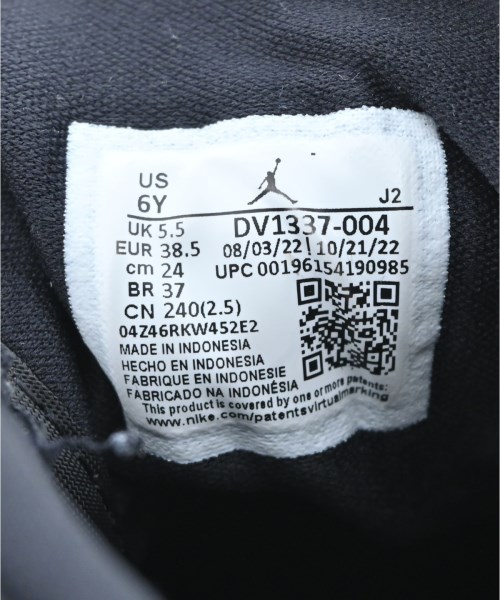 US
6Y J2
UK 5.5 DV1337-004
EUR 38.5 08/03/22 10/21/22
cm 24 UPC 00196154190985
BR 37
CN 240(2.5)
04Z46RKW452E2
MADE IN INDONESIA
HECHO EN INDONESIA
FABRIQUE EN INDONESIE
FABRICADO NA INDONÉSIA
This product is covered by one or more patents:
www.nike.com/patentsvirtualmarking